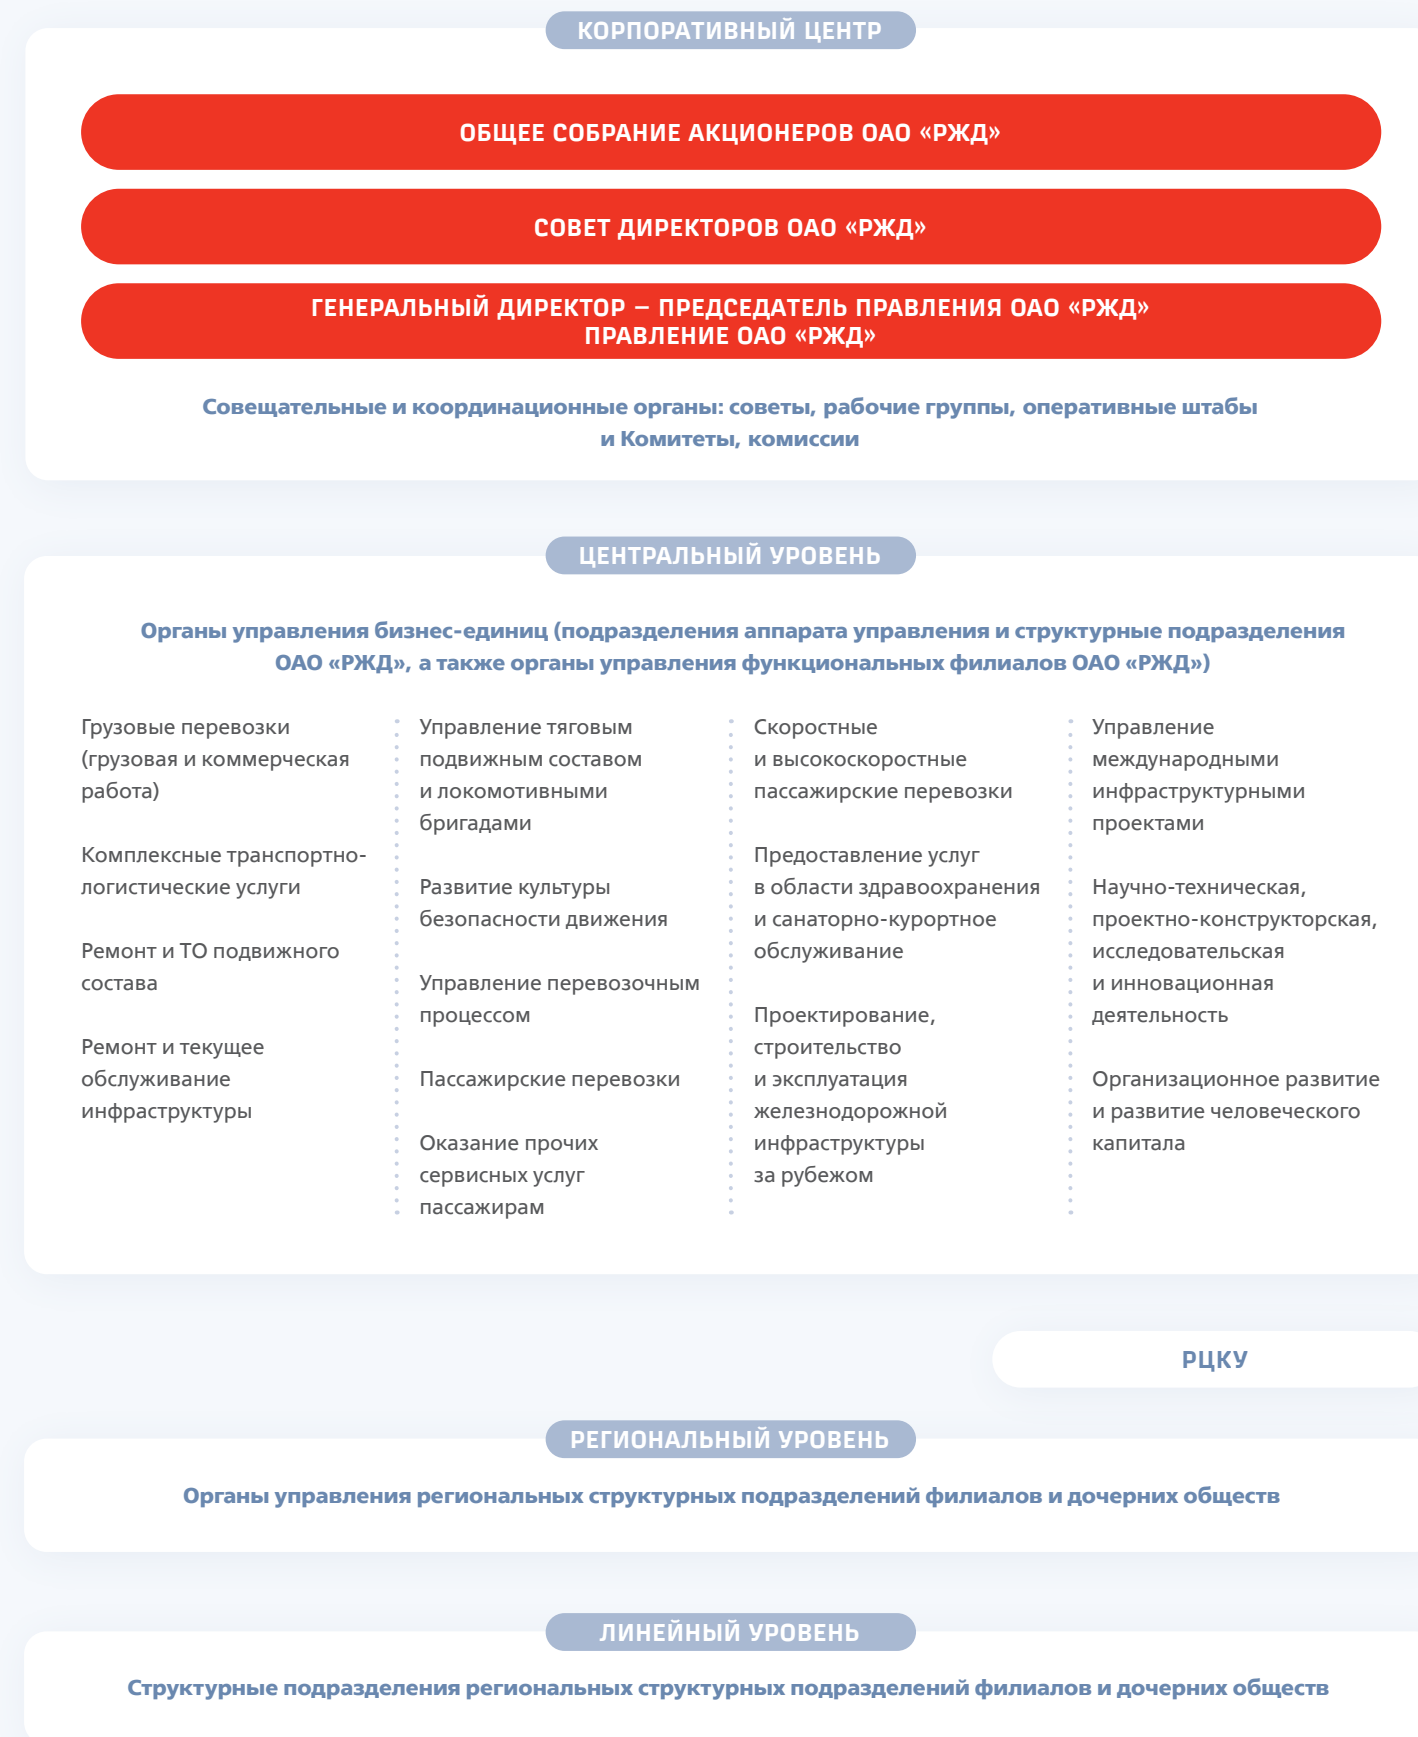 КОРПОРАТИВНЫЙ ЦЕНТР
ОБЩЕЕ СОБРАНИЕ АКЦИОНЕРОВ ОАО «РЖД»
СОВЕТ ДИРЕКТОРОВ ОАО «РЖД»
ГЕНЕРАЛЬНЫЙ ДИРЕКТОР – ПРЕДСЕДАТЕЛЬ ПРАВЛЕНИЯ ОАО «РЖД»
ПРАВЛЕНИЕ ОАО «РЖД»
Совещательные и координационные органы: советы, рабочие группы, оперативные штабы
и Комитеты, комиссии
ЦЕНТРАЛЬНЫЙ УРОВЕНЬ
Органы управления бизнес-единиц (подразделения аппарата управления и структурные подразделения
ОАО «РЖД», а также органы управления функциональных филиалов ОАО «РЖД»)
Грузовые перевозки
(грузовая и коммерческая
работа)
Комплексные транспортно-
логистические услуги
Ремонт и ТО подвижного
состава
Ремонт и текущее
обслуживание
инфраструктуры
Управление тяговым
подвижным составом
и локомотивными
бригадами
Развитие культуры
безопасности движения
Управление перевозочным
процессом
Пассажирские перевозки
Оказание прочих
сервисных услуг
пассажирам
Скоростные
и высокоскоростные
пассажирские перевозки
Предоставление услуг
в области здравоохранения
и санаторно-курортное
обслуживание
Проектирование,
строительство
и эксплуатация
железнодорожной
инфраструктуры
за рубежом
Управление
международными
инфраструктурными
проектами
Научно-техническая,
проектно-конструкторская,
исследовательская
и инновационная
деятельность
Организационное развитие
и развитие человеческого
капитала
РЦКУ
РЕГИОНАЛЬНЫЙ УРОВЕНЬ
Органы управления региональных структурных подразделений филиалов и дочерних обществ
ЛИНЕЙНЫЙ УРОВЕНЬ
Структурные подразделения региональных структурных подразделений филиалов и дочерних обществ